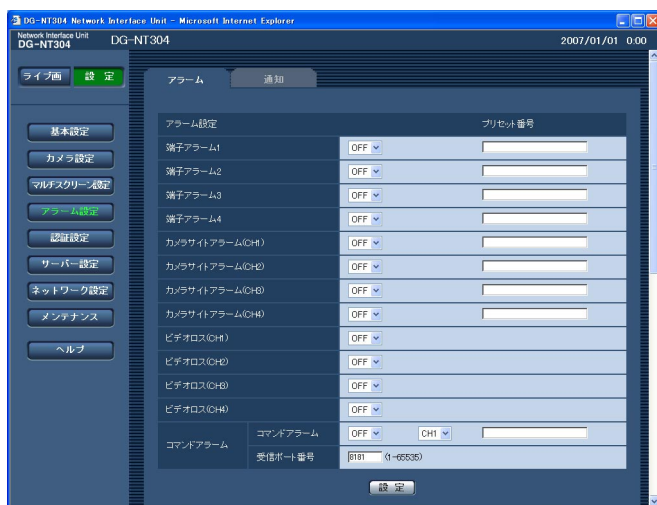 DG-NT304 Network Interface Unit - Microsoft Internet Explorer
Network Interface Unit
DG-NT304
DG-NT304
2007/01/01 0:00
ライブ画
設 定
アラーム
通知
基本設定
カメラ設定
マルチスクリーン設定
アラーム設定
認証設定
サーバー設定
ネットワーク設定
メンテナンス
ヘルプ
アラーム設定 プリセット番号
端子アラーム1 OFF
端子アラーム2 OFF
端子アラーム3 OFF
端子アラーム4 OFF
カメラサイトアラーム(CH1) OFF
カメラサイトアラーム(CH2) OFF
カメラサイトアラーム(CH3) OFF
カメラサイトアラーム(CH4) OFF
ビデオロス(CH1) OFF
ビデオロス(CH2) OFF
ビデオロス(CH3) OFF
ビデオロス(CH4) OFF
コマンドアラーム コマンドアラーム OFF CH1
受信ポート番号 8181 (1-65535)
設 定